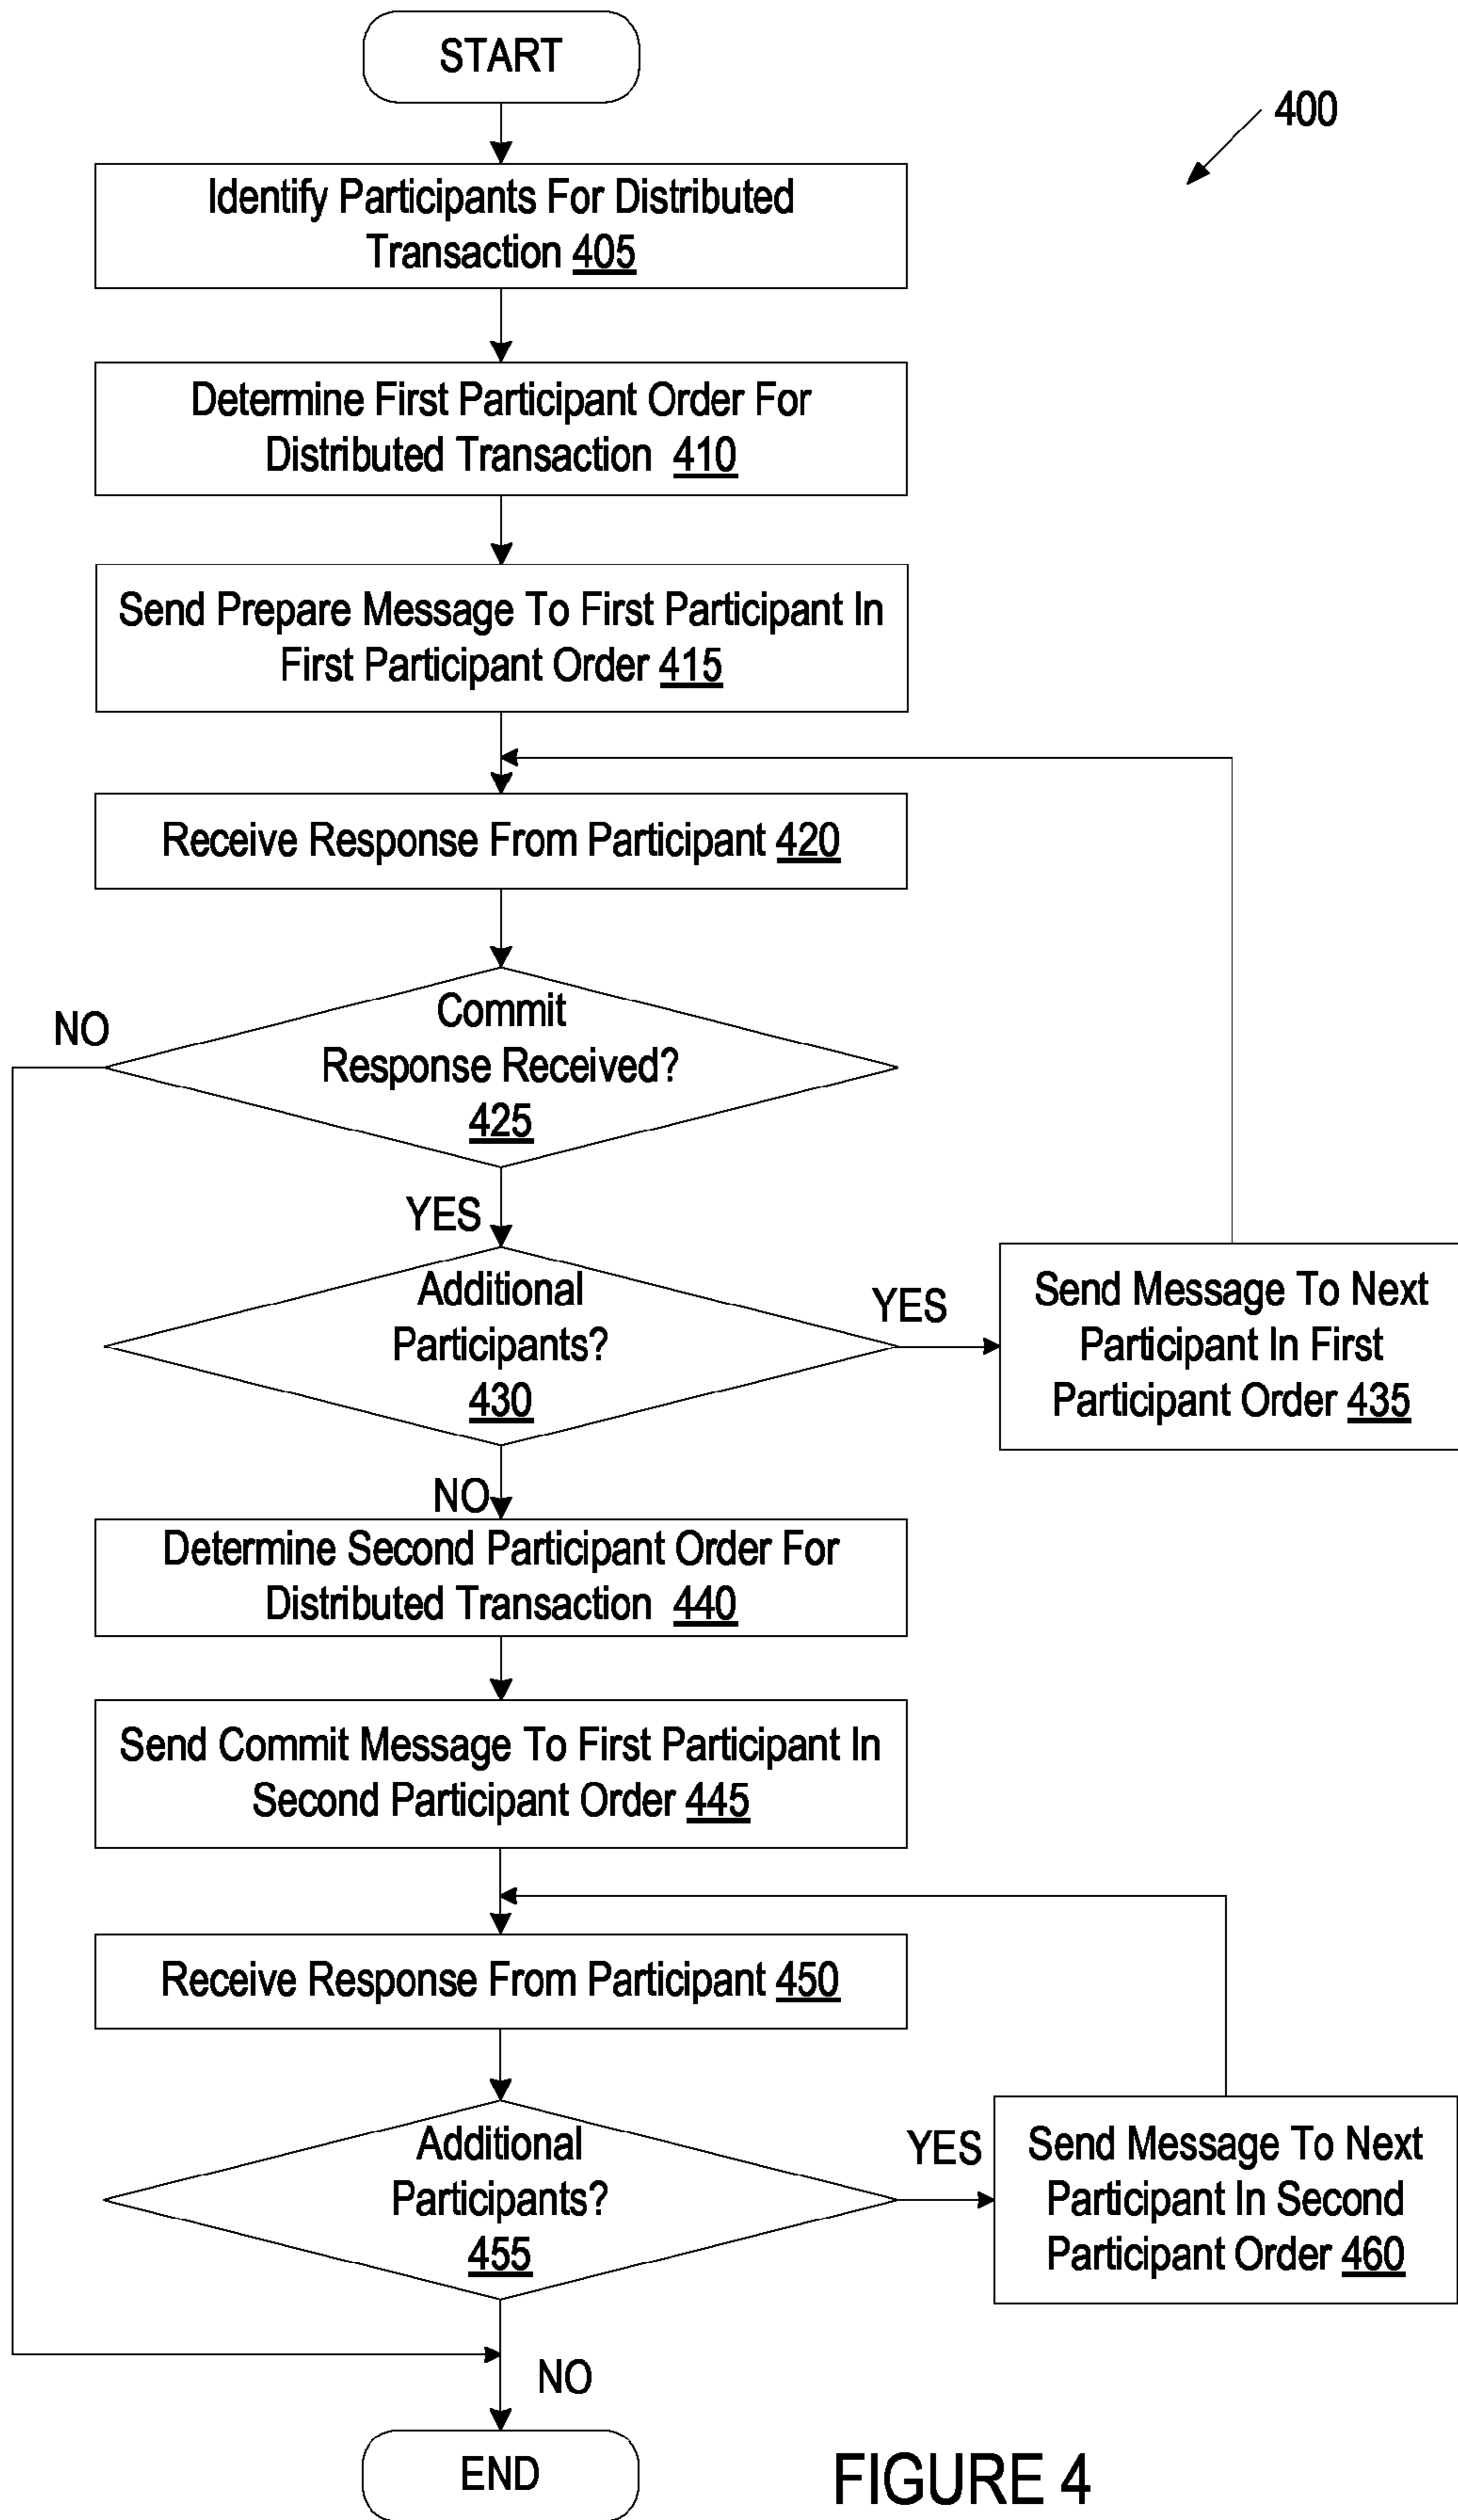 START
400
Identify Participants For Distributed
Transaction 405
Determine First Participant Order For
Distributed Transaction 410
Send Prepare Message To First Participant In
First Participant Order 415
Receive Response From Participant 420
Commit
Response Received?
425
NO
YES
Additional
Participants?
430
YES
Send Message To Next
Participant In First
Participant Order 435
NO
Determine Second Participant Order For
Distributed Transaction 440
Send Commit Message To First Participant In
Second Participant Order 445
Receive Response From Participant 450
Additional
Participants?
455
YES
Send Message To Next
Participant In Second
Participant Order 460
NO
END
FIGURE 4